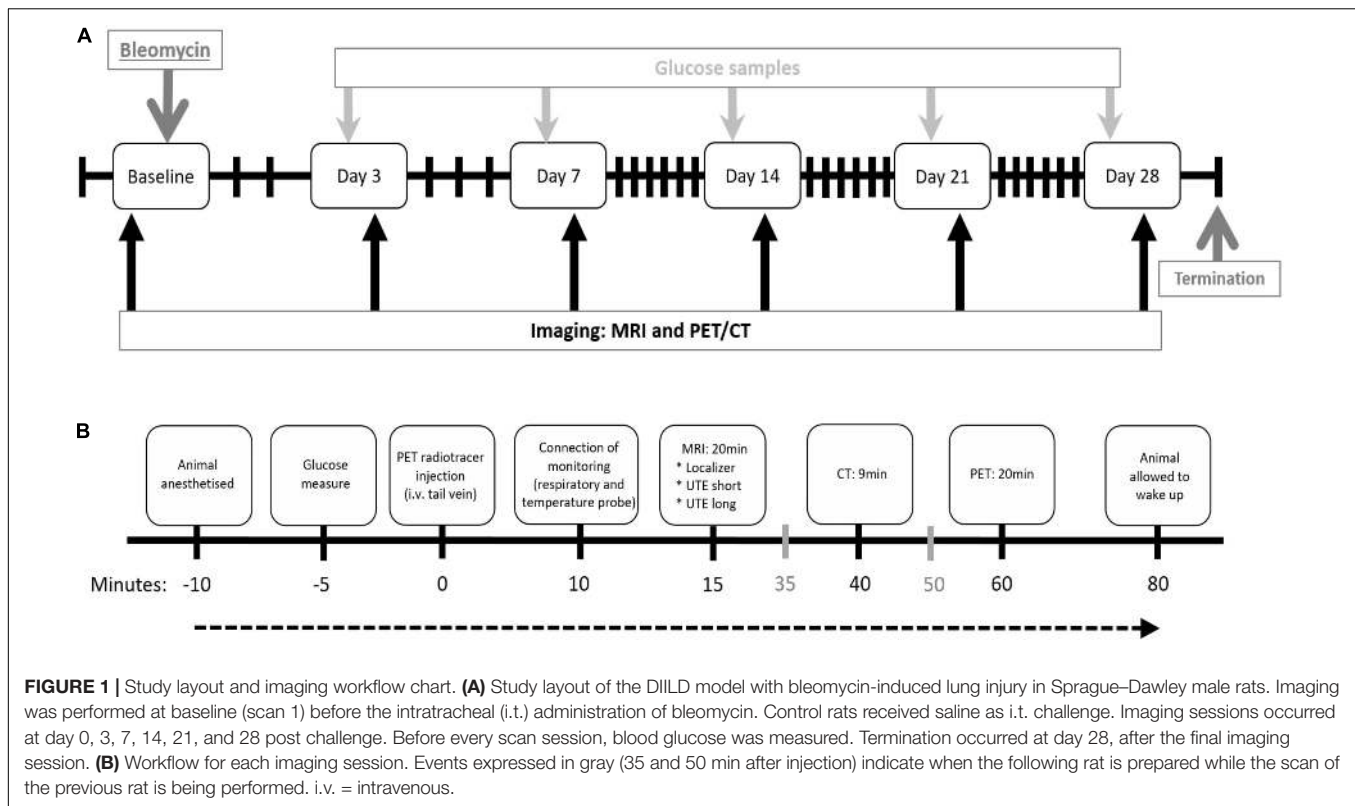 A
Bleomycin
Glucose samples
Baseline
Day 3
Day 7
Day 14
Day 21
Day 28
Termination
Imaging: MRI and PET/CT
B
Animal
anesthetised
Glucose
measure
PET radiotracer
injection
(i.v. tail vein)
Connection of
monitoring
(respiratory and
temperature probe)
MRI: 20min
* Localizer
* UTE short
* UTE long
CT: 9min
PET: 20min
Animal
allowed to
wake up
Minutes: -10 -5 0 10 15 35 40 50 60 80
FIGURE 1 | Study layout and imaging workflow chart. (A) Study layout of the DIILD model with bleomycin-induced lung injury in Sprague–Dawley male rats. Imaging
was performed at baseline (scan 1) before the intratracheal (i.t.) administration of bleomycin. Control rats received saline as i.t. challenge. Imaging sessions occurred
at day 0, 3, 7, 14, 21, and 28 post challenge. Before every scan session, blood glucose was measured. Termination occurred at day 28, after the final imaging
session. (B) Workflow for each imaging session. Events expressed in gray (35 and 50 min after injection) indicate when the following rat is prepared while the scan of
the previous rat is being performed. i.v. = intravenous.